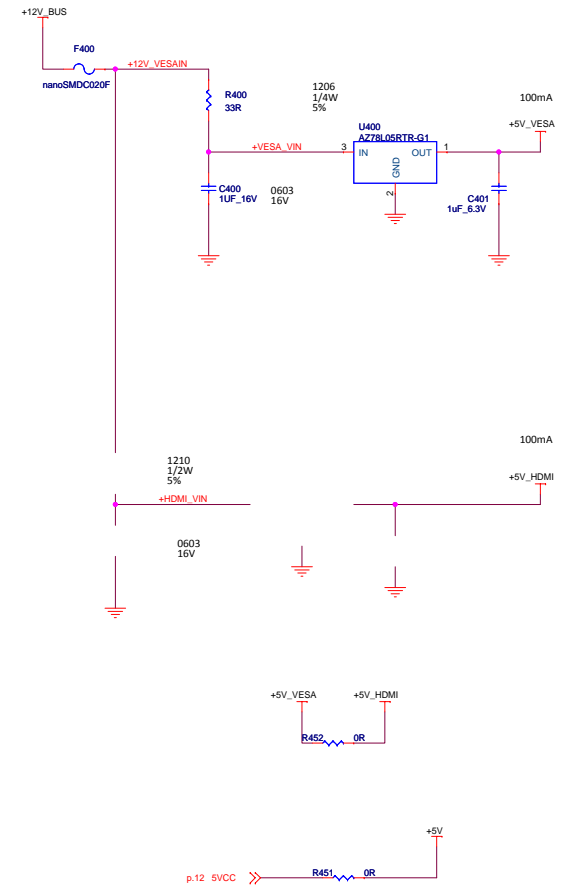 +12V_BUS
F400
nanoSMDC020F
+12V_VESAIN
R400
33R
1206
1/4W
5%
100mA
+5V_VESA
U400
AZ78L05RTR-G1
+VESA_VIN
3
IN
OUT
1
GND
2
C400
1UF_16V
0603
16V
C401
1uF_6.3V
1210
1/2W
5%
100mA
+5V_HDMI
+HDMI_VIN
0603
16V
+5V_VESA
+5V_HDMI
R452
0R
+5V
p.12 5VCC
R451
0R